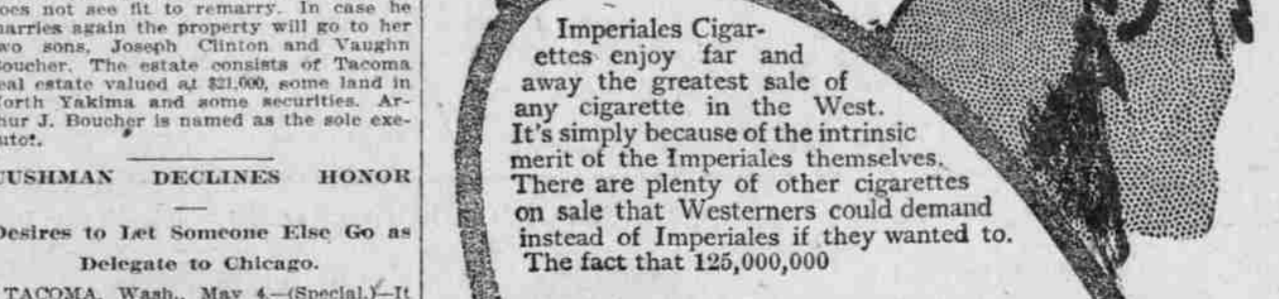 oes not see fit to remarry. In case he
arries again the property will go to her
wo sons, Joseph Clinton and Vaughn
oucher. The estate consists of Tacoma
eal estate valued at $21,000, some land in
orth Yakima and some securities. Ar-
hur J. Boucher is named as the sole exe-
utor.
CUSHMAN DECLINES HONOR
Desires to Let Someone Else Go as
Delegate to Chicago.
TACOMA, Wash., May 4.—(Special.)—It
Imperiales Cigar-
ettes enjoy far and
away the greatest sale of
any cigarette in the West.
It's simply because of the intrinsic
merit of the Imperiales themselves.
There are plenty of other cigarettes
on sale that Westerners could demand
instead of Imperiales if they wanted to.
The fact that 125,000,000